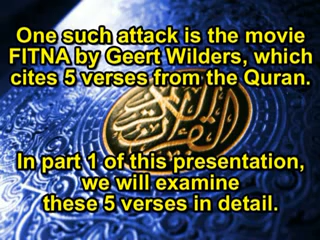 One such attack is the movie
FITNA by Geert Wilders, which
cites 5 verses from the Quran.
In part 1 of this presentation,
we will examine
these 5 verses in detail.